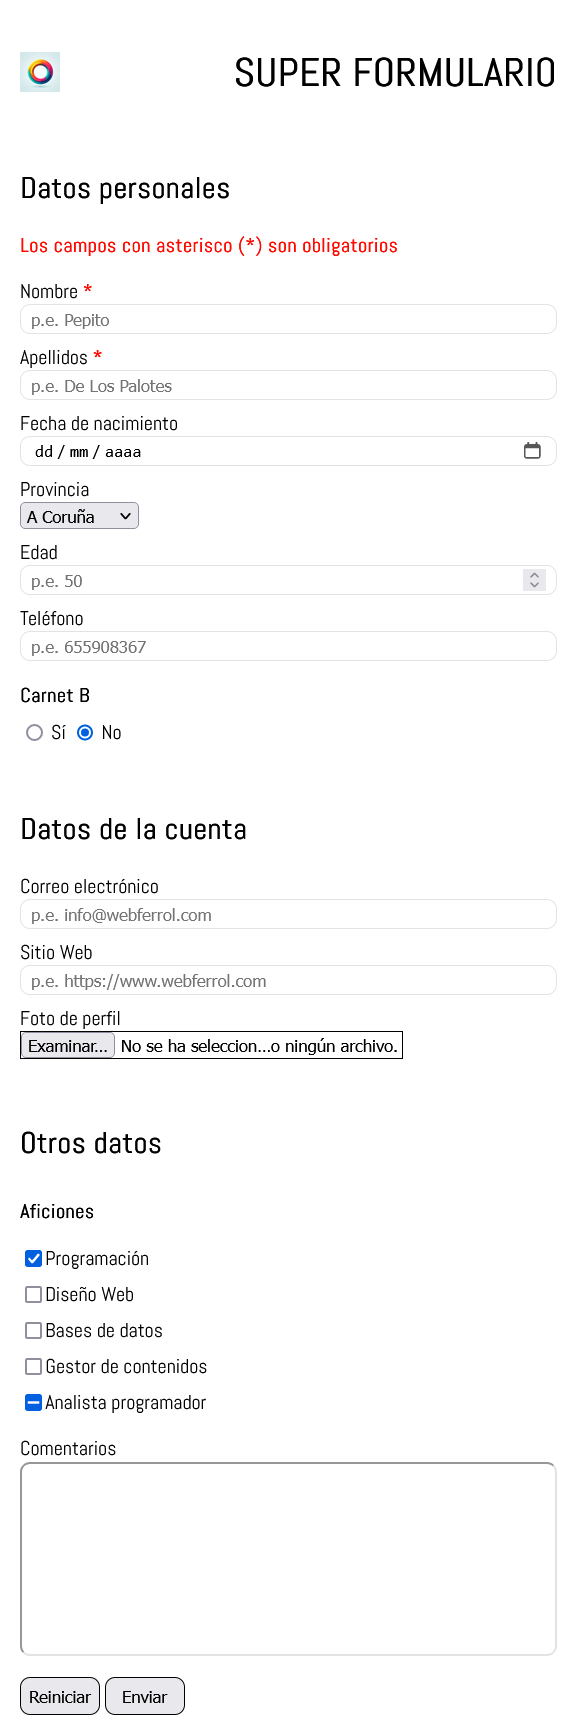 SUPER FORMULARIO
Datos personales
Los campos con asterisco (*) son obligatorios
Nombre *
p.e. Pepito
Apellidos *
p.e. De Los Palotes
Fecha de nacimiento
dd / mm / aaaa
Provincia
A Coruña
Edad
p.e. 50
Teléfono
p.e. 655908367
Carnet B
Sí No
Datos de la cuenta
Correo electrónico
p.e. info@webferrol.com
Sitio Web
p.e. https://www.webferrol.com
Foto de perfil
Examinar... No se ha seleccion...o ningún archivo.
Otros datos
Aficiones
Programación
Diseño Web
Bases de datos
Gestor de contenidos
Analista programador
Comentarios
Reiniciar Enviar